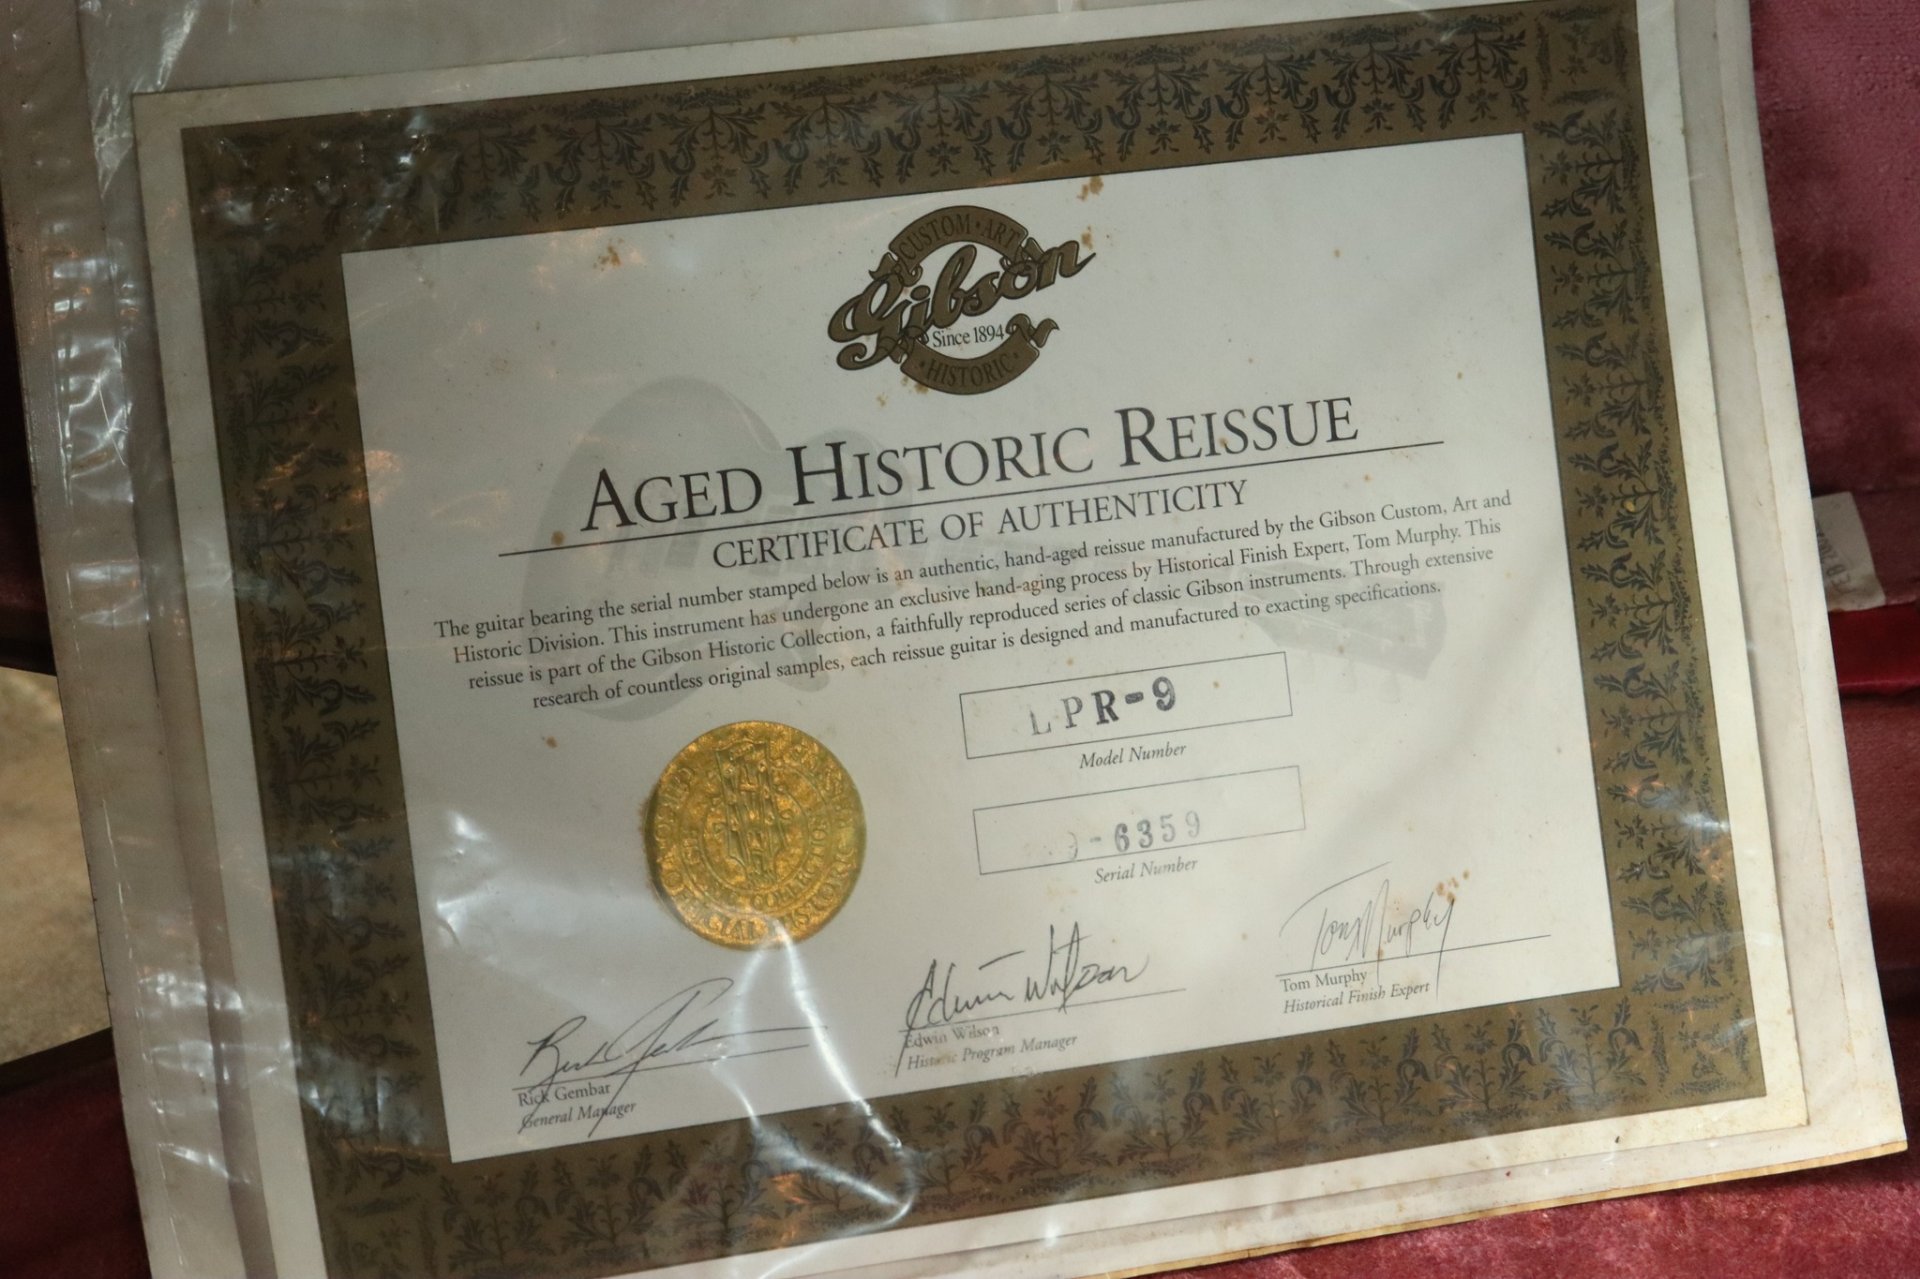 CUSTOM · ART
Gibson
Since 1894
· HISTORIC ·
AGED HISTORIC REISSUE
CERTIFICATE OF AUTHENTICITY
The guitar bearing the serial number stamped below is an authentic, hand-aged reissue manufactured by the Gibson Custom, Art and
Historic Division. This instrument has undergone an exclusive hand-aging process by Historical Finish Expert, Tom Murphy. This
reissue is part of the Gibson Historic Collection, a faithfully reproduced series of classic Gibson instruments. Through extensive
research of countless original samples, each reissue guitar is designed and manufactured to exacting specifications.
LPR-9
Model Number
9-6359
Serial Number
Tom Murphy
Tom Murphy
Historical Finish Expert
Edwin Wilson
Edwin Wilson
Historic Program Manager
Rick Gembar
General Manager